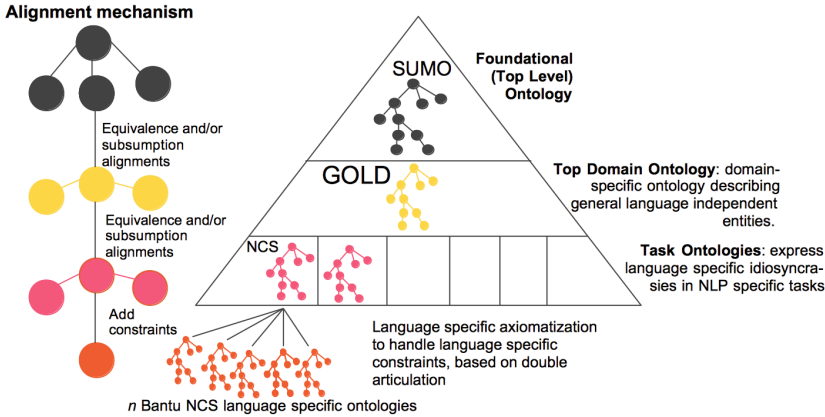 Alignment mechanism
Equivalence and/or
subsumption
alignments
Equivalence and/or
subsumption
alignments
Add
constraints
SUMO
Foundational
(Top Level)
Ontology
GOLD
Top Domain Ontology: domain-
specific ontology describing
general language independent
entities.
NCS
Task Ontologies: express
language specific idiosyncra-
sies in NLP specific tasks
Language specific axiomatization
to handle language specific
constraints, based on double
articulation
n Bantu NCS language specific ontologies